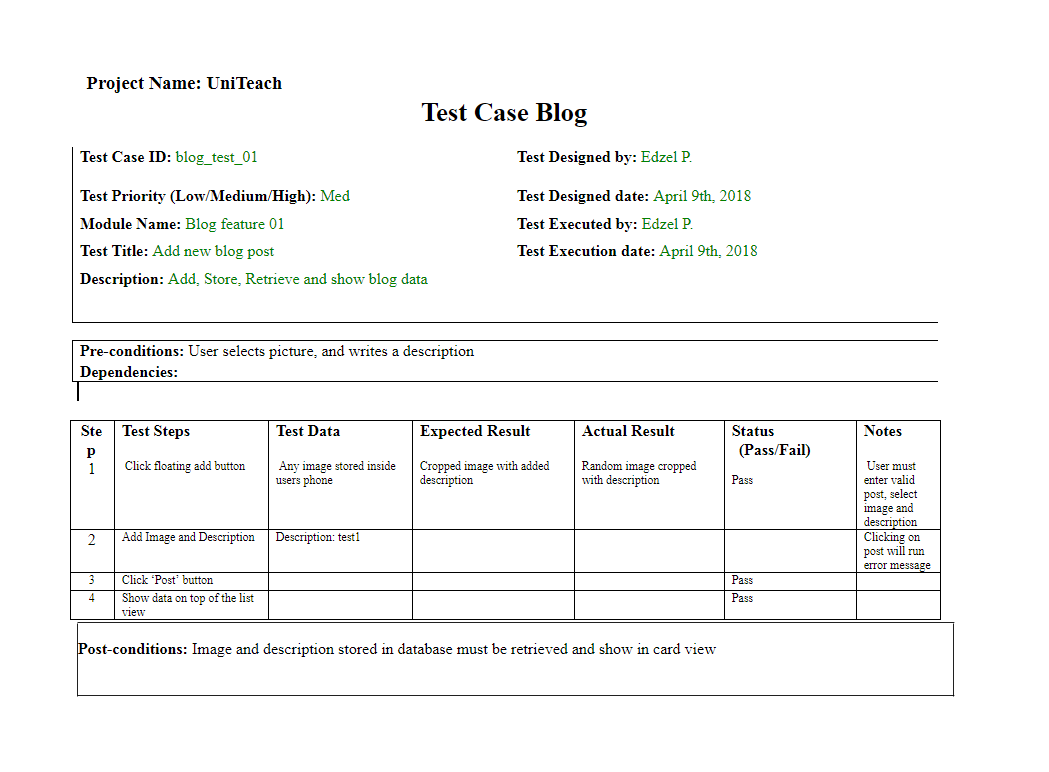 Project Name: UniTeach
Test Case Blog
Test Case ID: blog_test_01
Test Designed by: Edzel P.
Test Priority (Low/Medium/High): Med
Test Designed date: April 9th, 2018
Module Name: Blog feature 01
Test Executed by: Edzel P.
Test Title: Add new blog post
Test Execution date: April 9th, 2018
Description: Add, Store, Retrieve and show blog data
Pre-conditions: User selects picture, and writes a description
Dependencies:
Ste
p
Test Steps
Test Data
Expected Result
Actual Result
Status
(Pass/Fail)
Notes
1
Click floating add button
Any image stored inside
users phone
Cropped image with added
description
Random image cropped
with description
Pass
User must
enter valid
post, select
image and
description
2
Add Image and Description
Description: test1
Clicking on
post will run
error message
3
Click ‘Post’ button
Pass
4
Show data on top of the list
view
Pass
Post-conditions: Image and description stored in database must be retrieved and show in card view